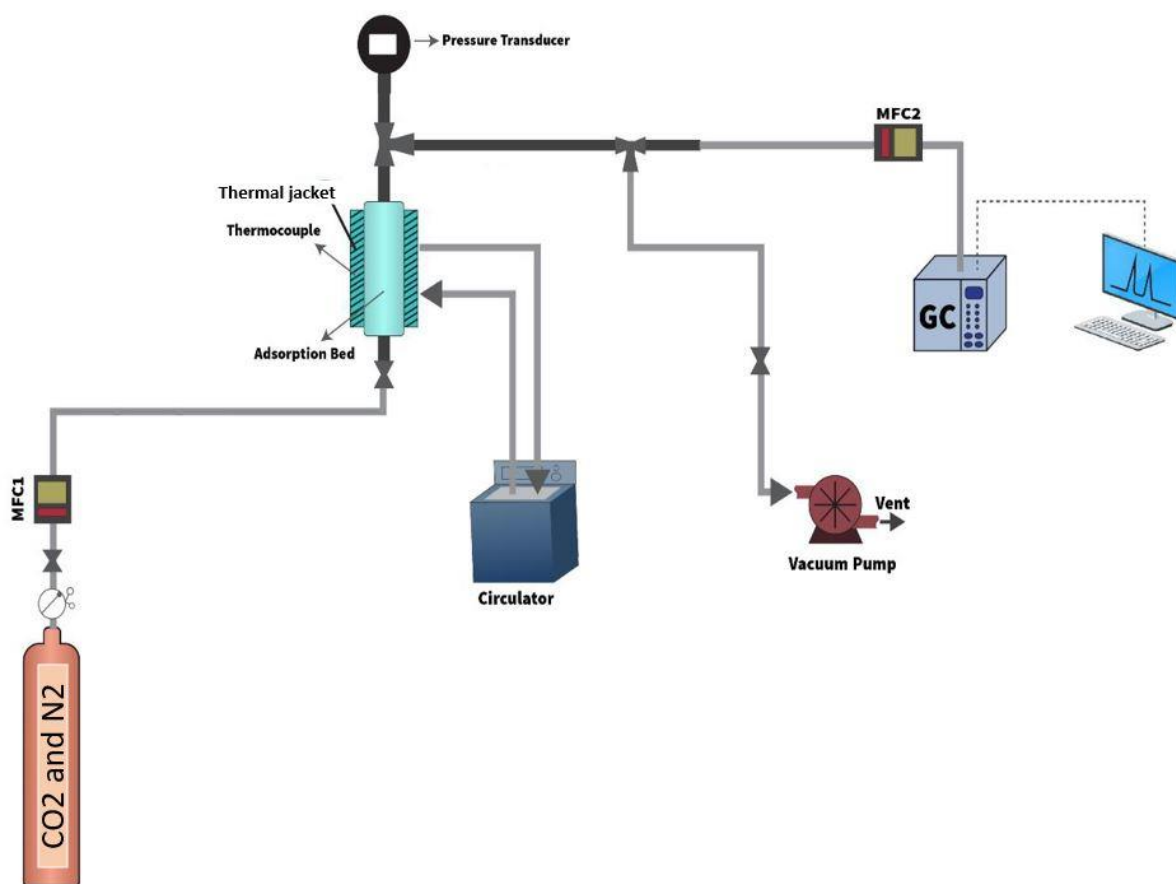 Pressure Transducer
MFC2
Thermal jacket
Thermocouple
GC
Adsorption Bed
MFC1
Vent
Vacuum Pump
Circulator
CO2 and N2